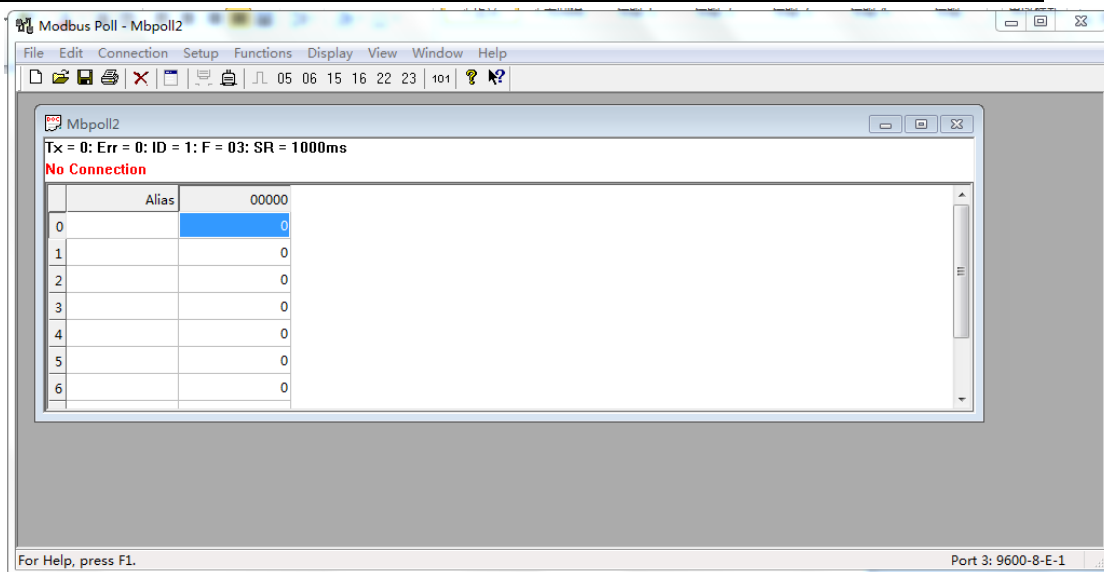 Modbus Poll - Mbpoll2
File Edit Connection Setup Functions Display View Window Help
05 06 15 16 22 23 101
Mbpoll2
Tx = 0: Err = 0: ID = 1: F = 03: SR = 1000ms
No Connection
Alias 00000
0 0
1 0
2 0
3 0
4 0
5 0
6 0
For Help, press F1. Port 3: 9600-8-E-1